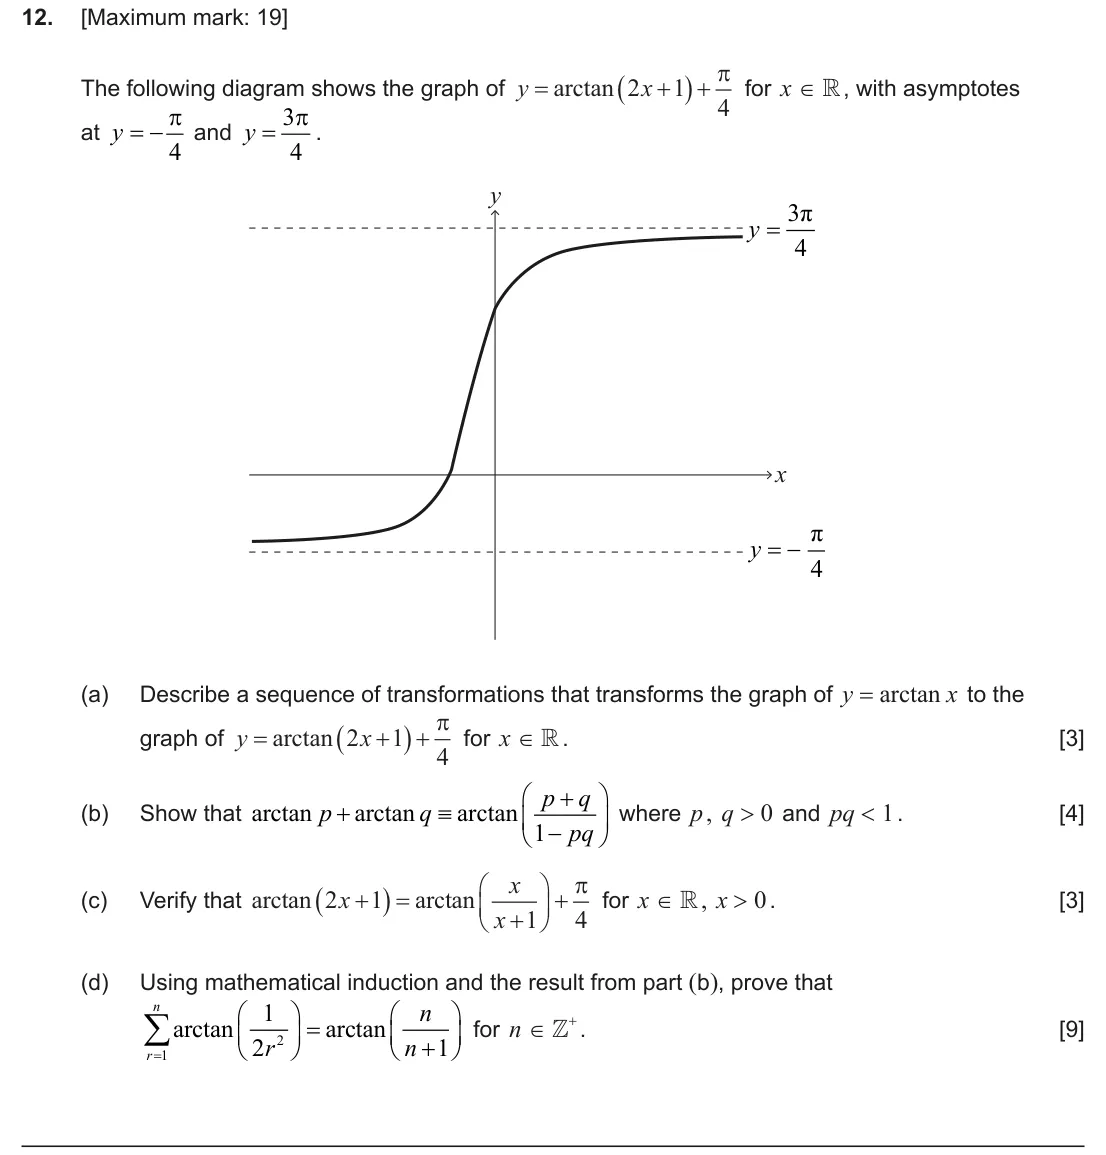 12. [Maximum mark: 19]
The following diagram shows the graph of y = arctan(2x + 1) + π/4 for x ∈ ℝ, with asymptotes
at y = −π/4 and y = 3π/4.
y
y = 3π/4
x
y = −π/4
(a) Describe a sequence of transformations that transforms the graph of y = arctan x to the
graph of y = arctan(2x + 1) + π/4 for x ∈ ℝ. [3]
(b) Show that arctan p + arctan q ≡ arctan((p + q)/(1 − pq)) where p, q > 0 and pq < 1. [4]
(c) Verify that arctan(2x + 1) = arctan(x/(x + 1)) + π/4 for x ∈ ℝ, x > 0. [3]
(d) Using mathematical induction and the result from part (b), prove that
∑_{r=1}^{n} arctan(1/(2r²)) = arctan(n/(n + 1)) for n ∈ ℤ⁺. [9]